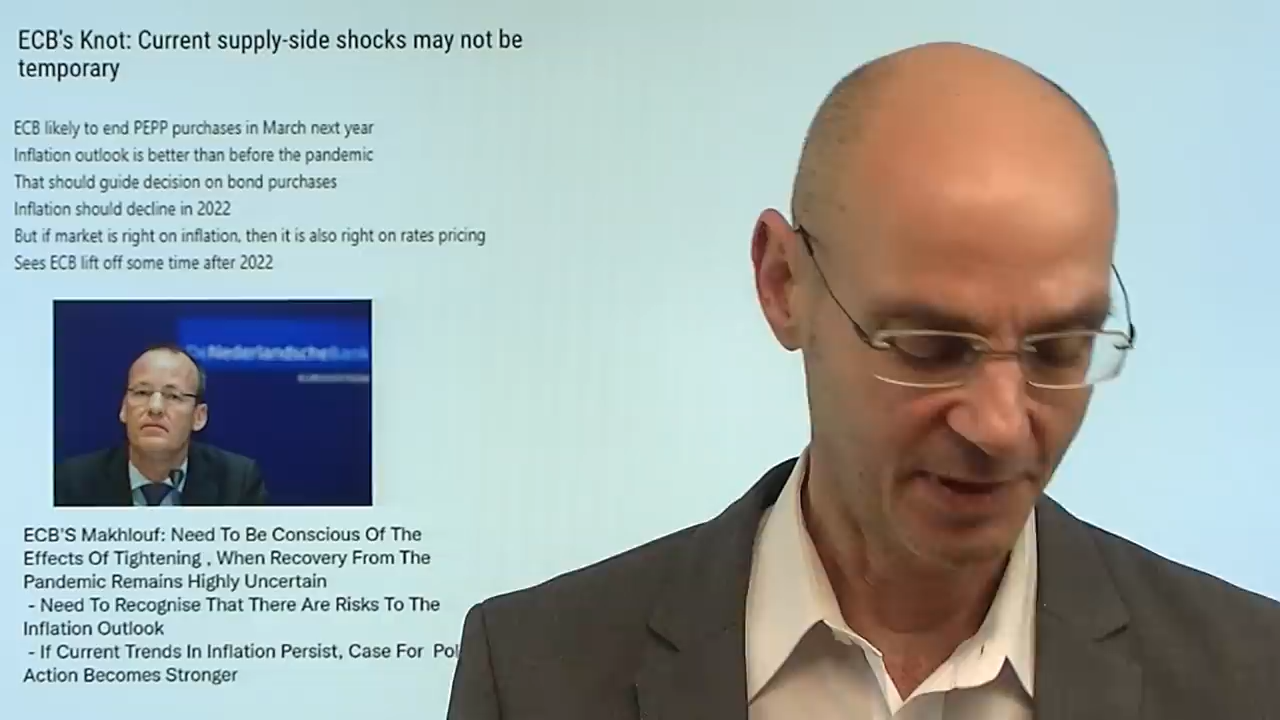 ECB's Knot: Current supply-side shocks may not be
temporary
ECB likely to end PEPP purchases in March next year
Inflation outlook is better than before the pandemic
That should guide decision on bond purchases
Inflation should decline in 2022
But if market is right on inflation, then it is also right on rates pricing
Sees ECB lift off some time after 2022
DeNederlandscheBank
ECB'S Makhlouf: Need To Be Conscious Of The
Effects Of Tightening , When Recovery From The
Pandemic Remains Highly Uncertain
- Need To Recognise That There Are Risks To The
Inflation Outlook
- If Current Trends In Inflation Persist, Case For Pol
Action Becomes Stronger